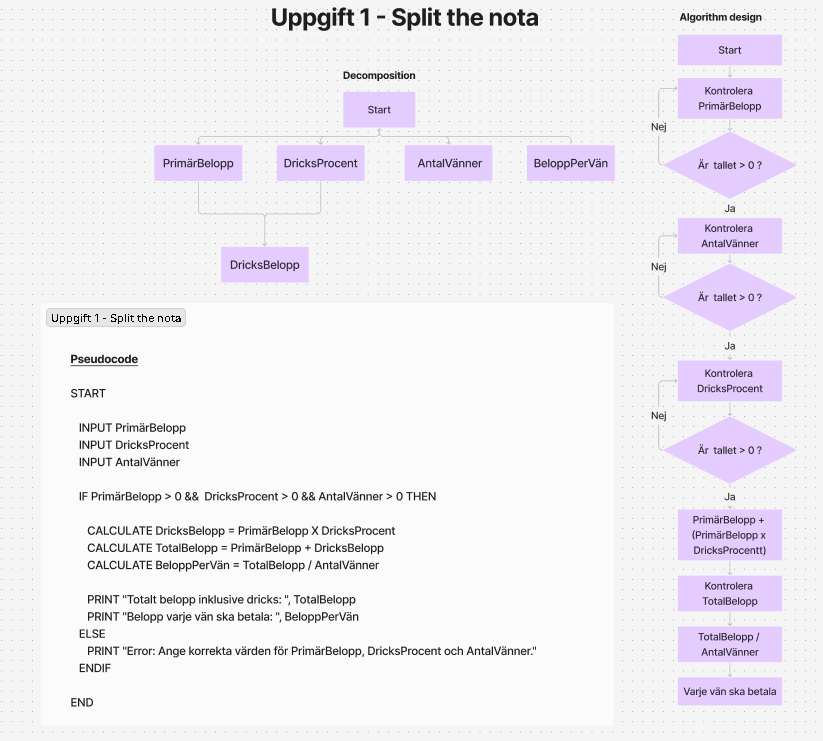 Uppgift 1 - Split the nota
Decomposition
Start
PrimärBelopp
DricksProcent
AntalVänner
BeloppPerVän
DricksBelopp
Uppgift 1 - Split the nota
Pseudocode
START
INPUT PrimärBelopp
INPUT DricksProcent
INPUT AntalVänner
IF PrimärBelopp > 0 && DricksProcent > 0 && AntalVänner > 0 THEN
CALCULATE DricksBelopp = PrimärBelopp X DricksProcent
CALCULATE TotalBelopp = PrimärBelopp + DricksBelopp
CALCULATE BeloppPerVän = TotalBelopp / AntalVänner
PRINT "Totalt belopp inklusive dricks: ", TotalBelopp
PRINT "Belopp varje vän ska betala: ", BeloppPerVän
ELSE
PRINT "Error: Ange korrekta värden för PrimärBelopp, DricksProcent och AntalVänner."
ENDIF
END
Algorithm design
Start
Kontrolera
PrimärBelopp
Nej
Är tallet > 0 ?
Ja
Kontrolera
AntalVänner
Nej
Är tallet > 0 ?
Ja
Kontrolera
DricksProcent
Nej
Är tallet > 0 ?
Ja
PrimärBelopp +
(PrimärBelopp x
DricksProcentt)
Kontrolera
TotalBelopp
TotalBelopp /
AntalVänner
Varje vän ska betala